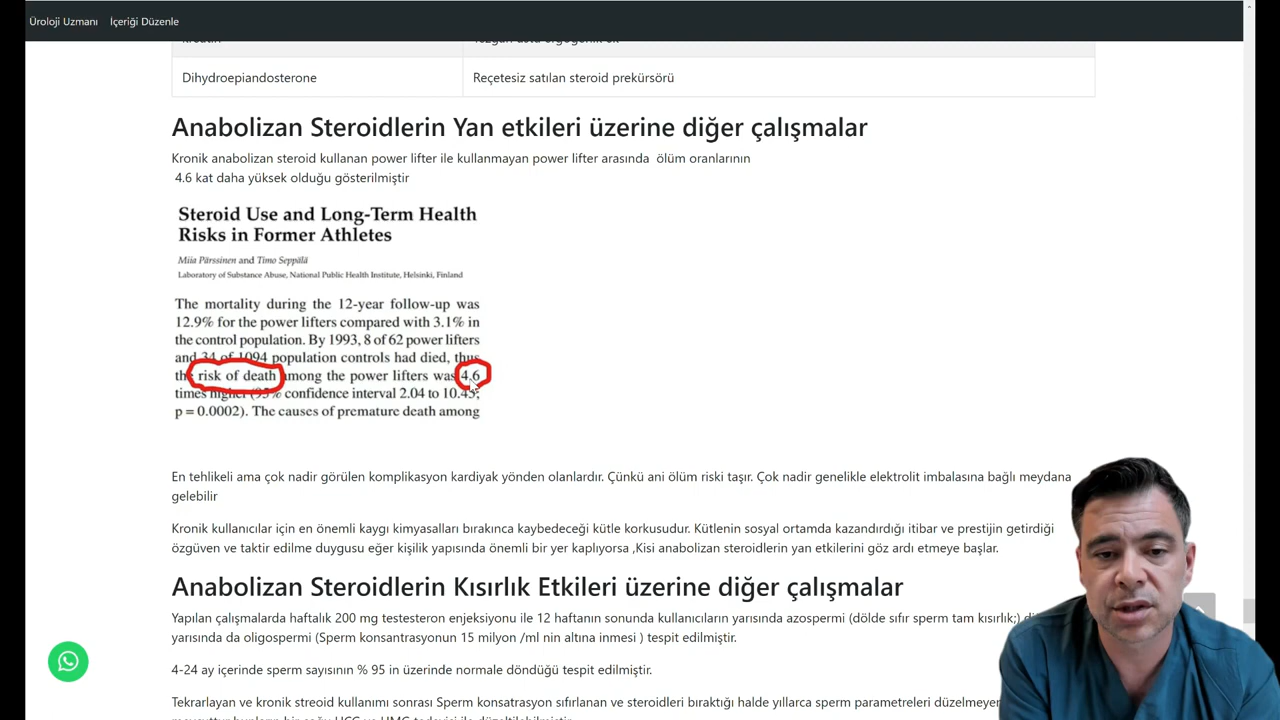 Üroloji Uzmanı İçeriği Düzenle
Dihydroepiandosterone Reçetesiz satılan steroid prekürsörü
Anabolizan Steroidlerin Yan etkileri üzerine diğer çalışmalar
Kronik anabolizan steroid kullanan power lifter ile kullanmayan power lifter arasında ölüm oranlarının
4.6 kat daha yüksek olduğu gösterilmiştir
Steroid Use and Long-Term Health
Risks in Former Athletes
Miia Pärssinen and Timo Seppälä
Laboratory of Substance Abuse, National Public Health Institute, Helsinki, Finland
The mortality during the 12-year follow-up was
12.9% for the power lifters compared with 3.1% in
the control population. By 1993, 8 of 62 power lifters
and 34 of 1094 population controls had died, thus
the risk of death among the power lifters was 4.6
times higher (95% confidence interval 2.04 to 10.45;
p = 0.0002). The causes of premature death among
En tehlikeli ama çok nadir görülen komplikasyon kardiyak yönden olanlardır. Çünkü ani ölüm riski taşır. Çok nadir genelikle elektrolit imbalasına bağlı meydana
gelebilir
Kronik kullanıcılar için en önemli kaygı kimyasalları bırakınca kaybedeceği kütle korkusudur. Kütlenin sosyal ortamda kazandırdığı itibar ve prestijin getirdiği
özgüven ve taktir edilme duygusu eğer kişilik yapısında önemli bir yer kaplıyorsa ,Kisi anabolizan steroidlerin yan etkilerini göz ardı etmeye başlar.
Anabolizan Steroidlerin Kısırlık Etkileri üzerine diğer çalışmalar
Yapılan çalışmalarda haftalık 200 mg testesteron enjeksiyonu ile 12 haftanın sonunda kullanıcıların yarısında azospermi (dölde sıfır sperm tam kısırlık;)
yarısında da oligospermi (Sperm konsantrasyonun 15 milyon /ml nin altına inmesi ) tespit edilmiştir.
4-24 ay içerinde sperm sayısının % 95 in üzerinde normale döndüğü tespit edilmiştir.
Tekrarlayan ve kronik streoid kullanımı sonrası Sperm konsatrasyon sıfırlanan ve steroidleri bıraktığı halde yıllarca sperm parametreleri